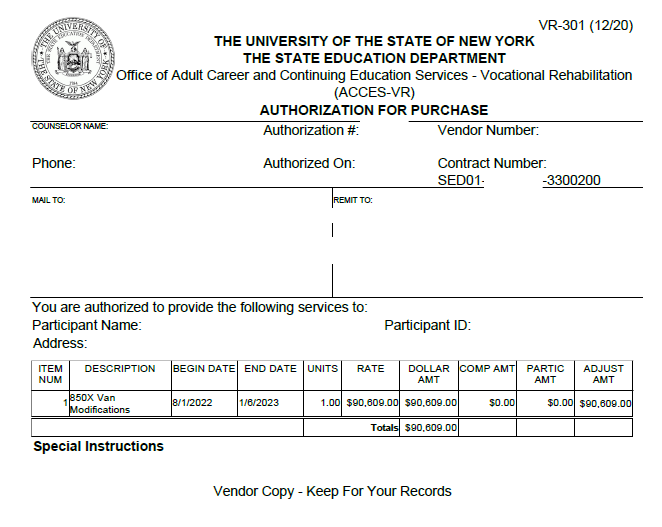 VR-301 (12/20)
THE UNIVERSITY OF THE STATE OF NEW YORK
THE STATE EDUCATION DEPARTMENT
Office of Adult Career and Continuing Education Services - Vocational Rehabilitation
(ACCES-VR)
AUTHORIZATION FOR PURCHASE
COUNSELOR NAME: Authorization #: Vendor Number:
Phone: Authorized On: Contract Number:
SED01- -3300200
MAIL TO: REMIT TO:
You are authorized to provide the following services to:
Participant Name: Participant ID:
Address:
ITEM NUM DESCRIPTION BEGIN DATE END DATE UNITS RATE DOLLAR AMT COMP AMT PARTIC AMT ADJUST AMT
1 850X Van Modifications 8/1/2022 1/6/2023 1.00 $90,609.00 $90,609.00 $0.00 $0.00 $90,609.00
Totals $90,609.00
Special Instructions
Vendor Copy - Keep For Your Records